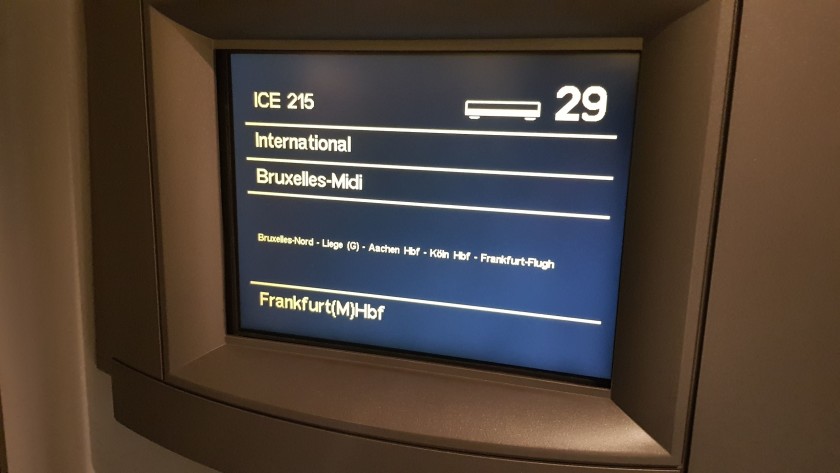 ICE 215 29
International
Bruxelles-Midi
Bruxelles-Nord - Liege (G) - Aachen Hbf - Köln Hbf - Frankfurt-Flugh
Frankfurt(M)Hbf